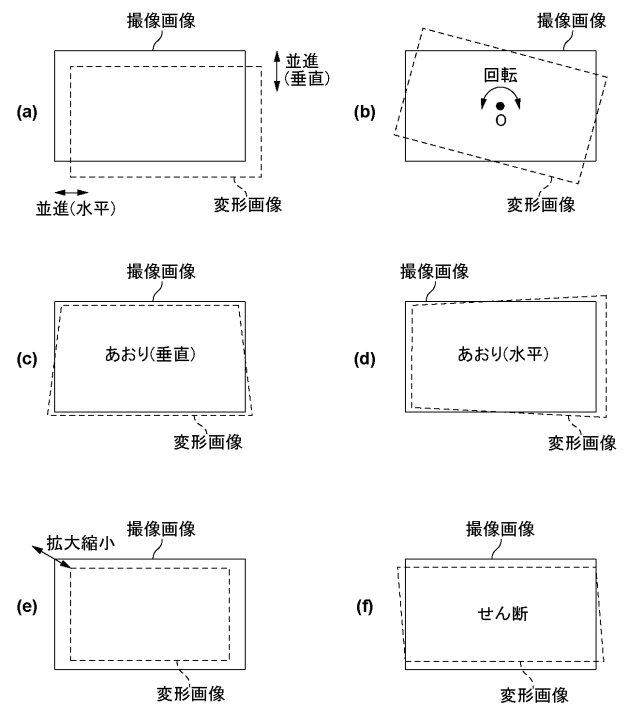 撮像画像
並進
(垂直)
(a)
並進(水平)
変形画像
撮像画像
回転
O
(b)
変形画像
撮像画像
(c)
あおり(垂直)
変形画像
撮像画像
(d)
あおり(水平)
変形画像
撮像画像
拡大縮小
(e)
変形画像
撮像画像
(f)
せん断
変形画像